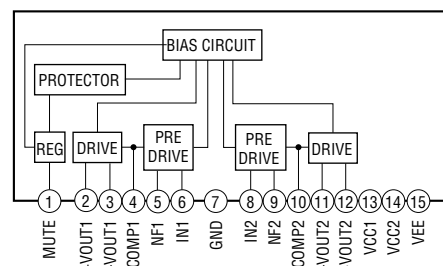 BIAS CIRCUIT
PROTECTOR
REG
DRIVE
PRE
DRIVE
PRE
DRIVE
DRIVE
1 2 3 4 5 6 7 8 9 10 11 12 13 14 15
MUTE
-VOUT1
-VOUT1
COMP1
NF1
IN1
GND
IN2
NF2
COMP2
-VOUT2
VOUT2
VCC1
VCC2
VEE